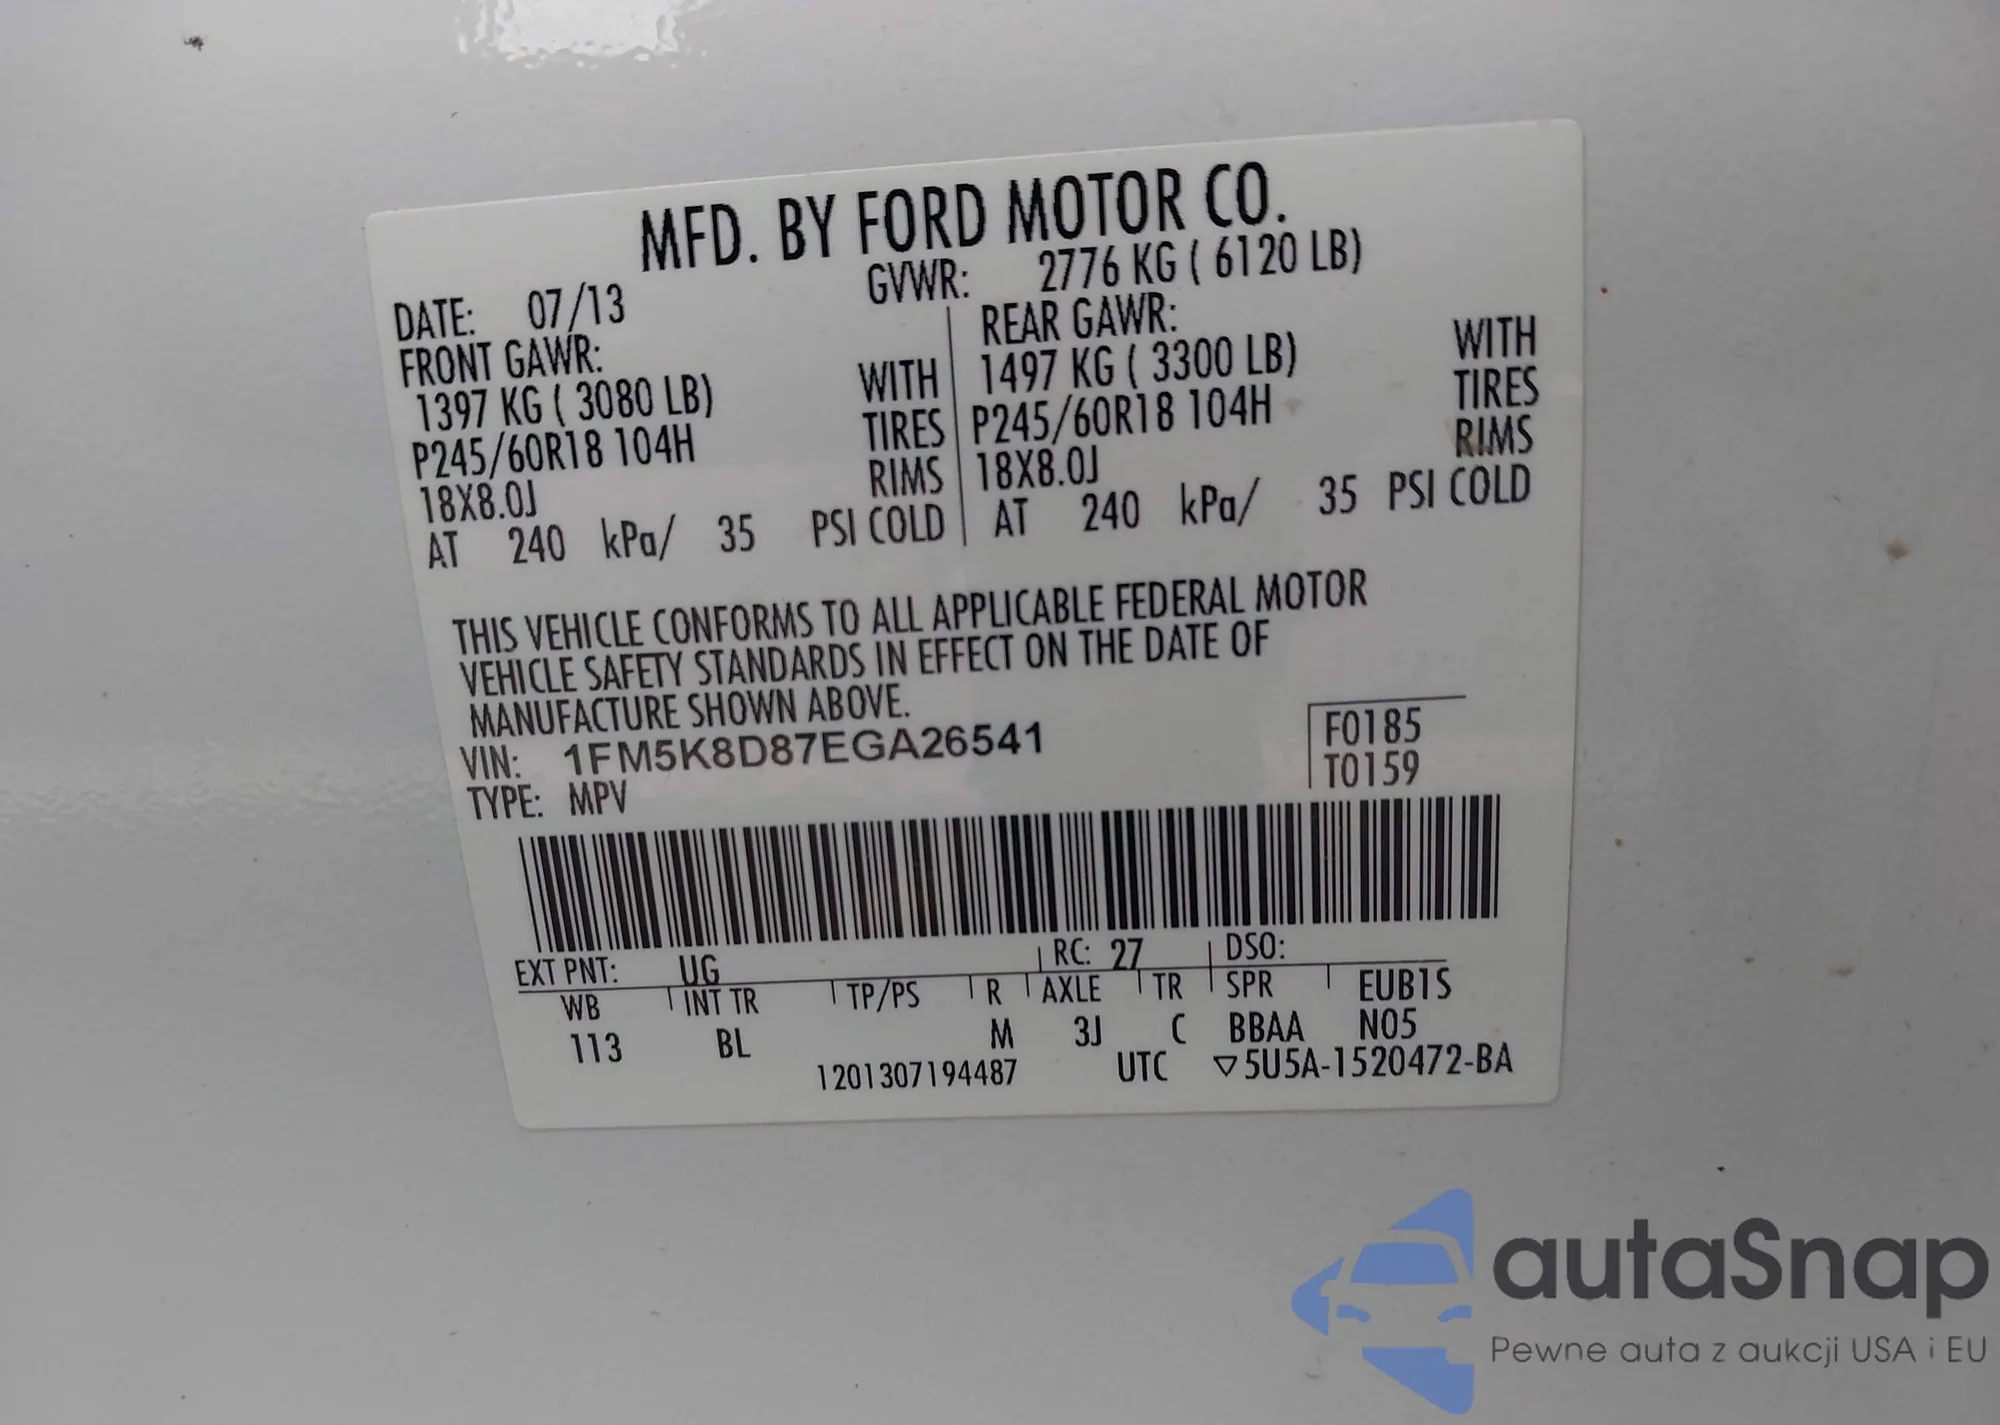 MFD. BY FORD MOTOR CO.
DATE: 07/13 GVWR: 2776 KG ( 6120 LB)
FRONT GAWR: REAR GAWR:
1397 KG ( 3080 LB) WITH 1497 KG ( 3300 LB) WITH
P245/60R18 104H TIRES P245/60R18 104H TIRES
18X8.0J RIMS 18X8.0J RIMS
AT 240 kPa/ 35 PSI COLD AT 240 kPa/ 35 PSI COLD
THIS VEHICLE CONFORMS TO ALL APPLICABLE FEDERAL MOTOR
VEHICLE SAFETY STANDARDS IN EFFECT ON THE DATE OF
MANUFACTURE SHOWN ABOVE.
VIN: 1FM5K8D87EGA26541 F0185
TYPE: MPV T0159
EXT PNT: UG RC: 27 DSO:
WB INT TR TP/PS R AXLE TR SPR EUB1S
113 BL M 3J C BBAA N05
1201307194487 UTC ▽5U5A-1520472-BA
autaSnap
Pewne auta z aukcji USA i EU